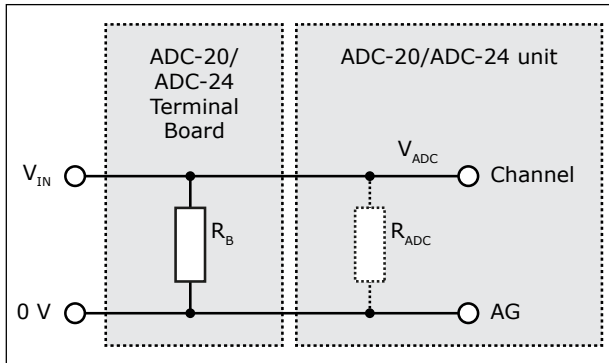 ADC-20/
ADC-24
Terminal
Board
ADC-20/ADC-24 unit
V_IN
V_ADC
Channel
R_B
R_ADC
0 V
AG